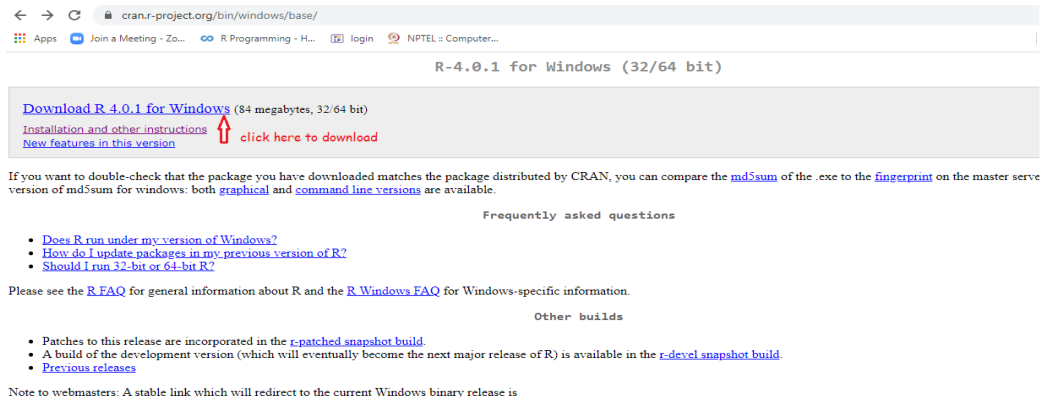 cran.r-project.org/bin/windows/base/
Apps Join a Meeting - Zo... R Programming - H... login NPTEL :: Computer...
R-4.0.1 for Windows (32/64 bit)
Download R 4.0.1 for Windows (84 megabytes, 32/64 bit)
Installation and other instructions
click here to download
New features in this version
If you want to double-check that the package you have downloaded matches the package distributed by CRAN, you can compare the md5sum of the .exe to the fingerprint on the master serve
version of md5sum for windows: both graphical and command line versions are available.
Frequently asked questions
• Does R run under my version of Windows?
• How do I update packages in my previous version of R?
• Should I run 32-bit or 64-bit R?
Please see the R FAQ for general information about R and the R Windows FAQ for Windows-specific information.
Other builds
• Patches to this release are incorporated in the r-patched snapshot build.
• A build of the development version (which will eventually become the next major release of R) is available in the r-devel snapshot build.
• Previous releases
Note to webmasters: A stable link which will redirect to the current Windows binary release is